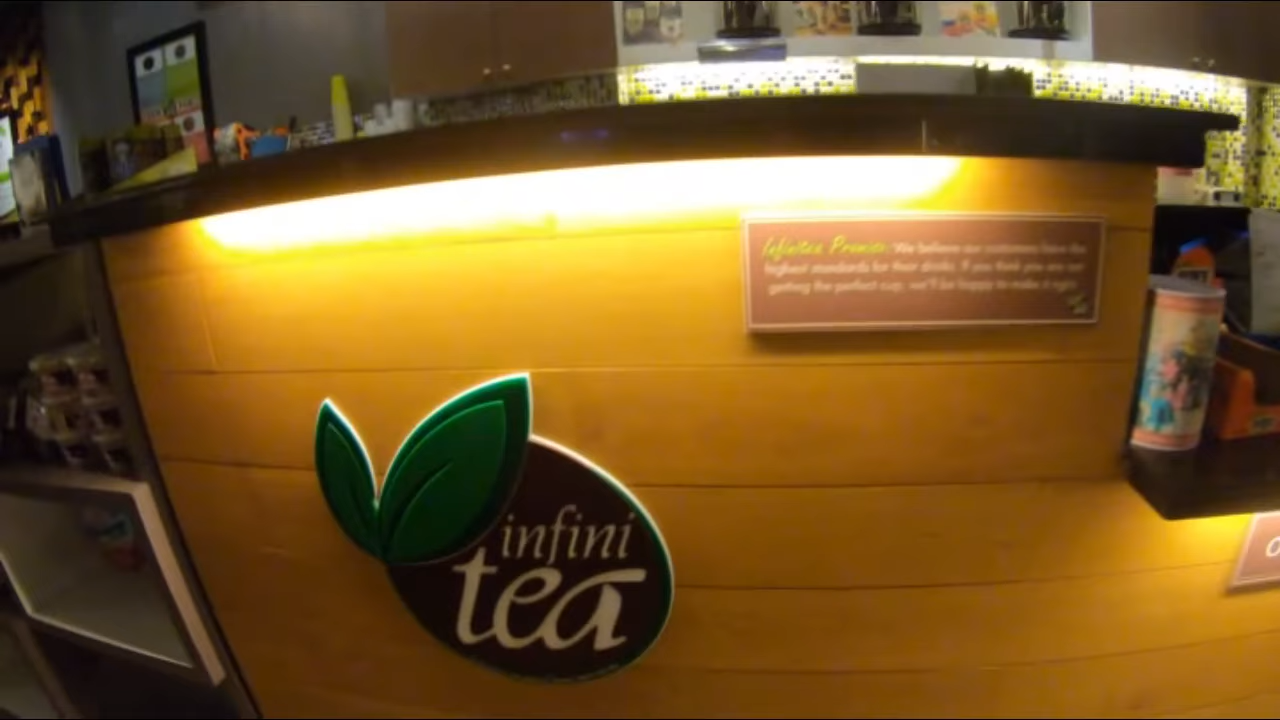 Infinitea Promise: We believe our customers have the
highest standards for their drinks. If you think you are not
getting the perfect cup, we'll be happy to make it right.
infini
tea
O